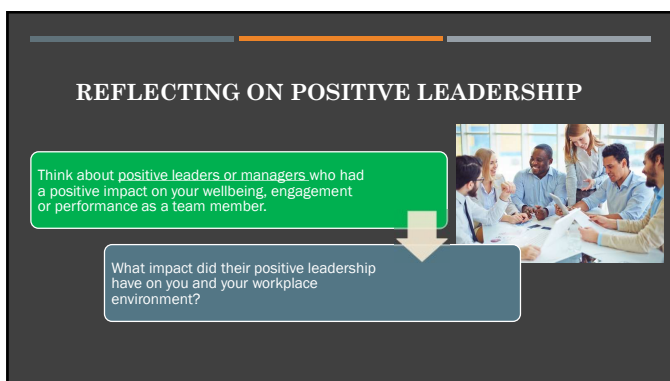 REFLECTING ON POSITIVE LEADERSHIP
Think about positive leaders or managers who had
a positive impact on your wellbeing, engagement
or performance as a team member.
What impact did their positive leadership
have on you and your workplace
environment?